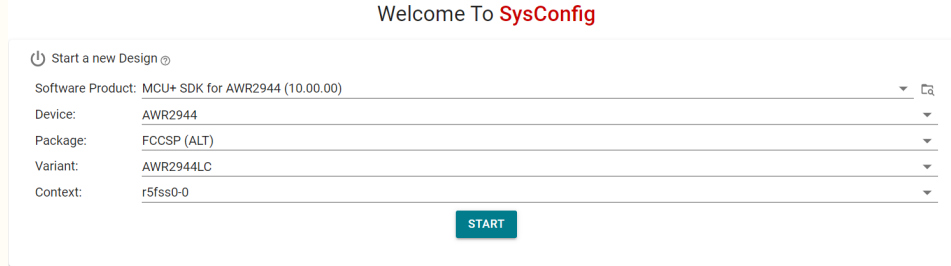 Welcome To SysConfig
Start a new Design
Software Product: MCU+ SDK for AWR2944 (10.00.00)
Device: AWR2944
Package: FCCSP (ALT)
Variant: AWR2944LC
Context: r5fss0-0
START